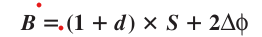 B = (1 + d) × S + 2Δϕ